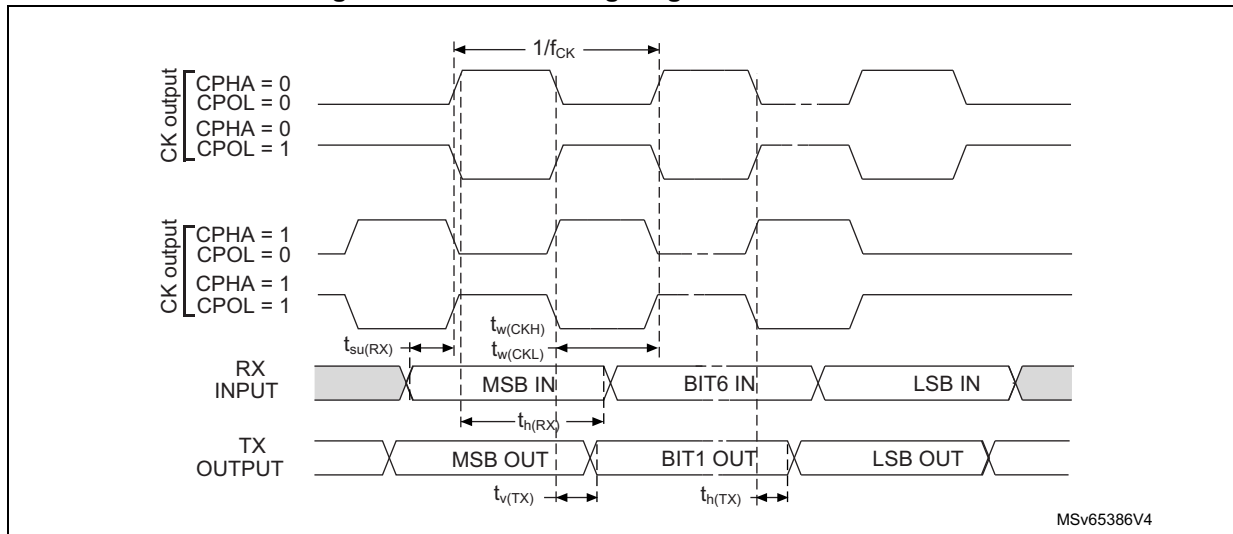 1/fCK
CK output
CPHA = 0
CPOL = 0
CPHA = 0
CPOL = 1
CK output
CPHA = 1
CPOL = 0
CPHA = 1
CPOL = 1
tw(CKH)
tw(CKL)
tsu(RX)
RX
INPUT
MSB IN
BIT6 IN
LSB IN
th(RX)
TX
OUTPUT
MSB OUT
BIT1 OUT
LSB OUT
tv(TX)
th(TX)
MSv65386V4